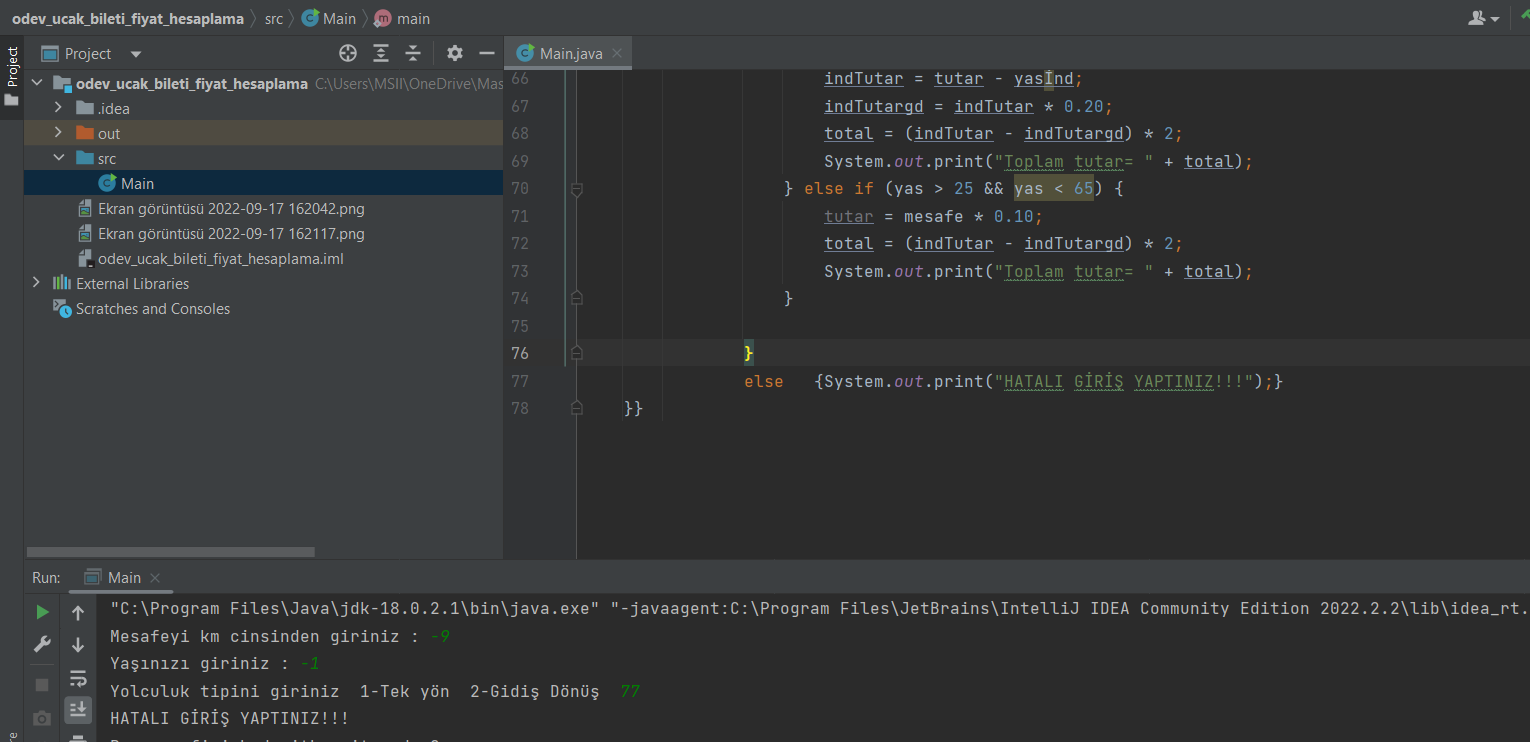 odev_ucak_bileti_fiyat_hesaplama src Main main
Project
Project
Main.java
odev_ucak_bileti_fiyat_hesaplama C:\Users\MSII\OneDrive\Mas
.idea
out
src
Main
Ekran görüntüsü 2022-09-17 162042.png
Ekran görüntüsü 2022-09-17 162117.png
odev_ucak_bileti_fiyat_hesaplama.iml
External Libraries
Scratches and Consoles
66 indTutar = tutar - yasİnd;
67 indTutargd = indTutar * 0.20;
68 total = (indTutar - indTutargd) * 2;
69 System.out.print("Toplam tutar= " + total);
70 } else if (yas > 25 && yas < 65) {
71 tutar = mesafe * 0.10;
72 total = (indTutar - indTutargd) * 2;
73 System.out.print("Toplam tutar= " + total);
74 }
75
76 }
77 else {System.out.print("HATALI GİRİŞ YAPTINIZ!!!");}
78 }}
Run: Main
"C:\Program Files\Java\jdk-18.0.2.1\bin\java.exe" "-javaagent:C:\Program Files\JetBrains\IntelliJ IDEA Community Edition 2022.2.2\lib\idea_rt.
Mesafeyi km cinsinden giriniz : -9
Yaşınızı giriniz : -1
Yolculuk tipini giriniz 1-Tek yön 2-Gidiş Dönüş 77
HATALI GİRİŞ YAPTINIZ!!!